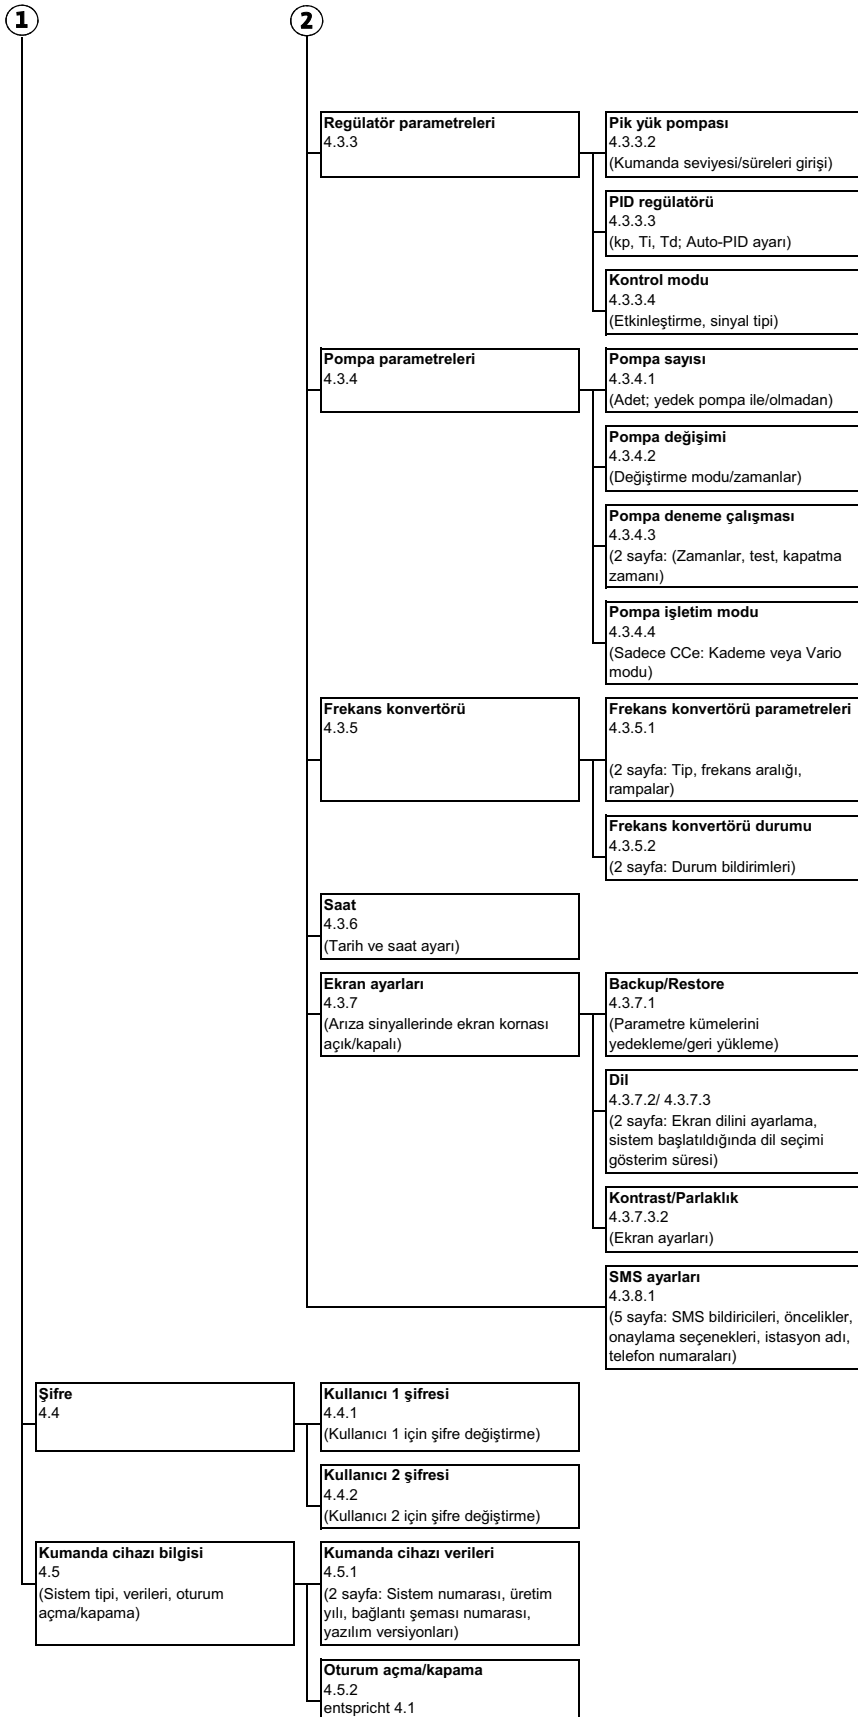 1
2
Regülatör parametreleri
4.3.3
Pik yük pompası
4.3.3.2
(Kumanda seviyesi/süreleri girişi)
PID regülatörü
4.3.3.3
(kp, Ti, Td; Auto-PID ayarı)
Kontrol modu
4.3.3.4
(Etkinleştirme, sinyal tipi)
Pompa parametreleri
4.3.4
Pompa sayısı
4.3.4.1
(Adet; yedek pompa ile/olmadan)
Pompa değişimi
4.3.4.2
(Değiştirme modu/zamanlar)
Pompa deneme çalışması
4.3.4.3
(2 sayfa: (Zamanlar, test, kapatma
zamanı)
Pompa işletim modu
4.3.4.4
(Sadece CCe: Kademe veya Vario
modu)
Frekans konvertörü
4.3.5
Frekans konvertörü parametreleri
4.3.5.1
(2 sayfa: Tip, frekans aralığı,
rampalar)
Frekans konvertörü durumu
4.3.5.2
(2 sayfa: Durum bildirimleri)
Saat
4.3.6
(Tarih ve saat ayarı)
Ekran ayarları
4.3.7
(Arıza sinyallerinde ekran kornası
açık/kapalı)
Backup/Restore
4.3.7.1
(Parametre kümelerini
yedekleme/geri yükleme)
Dil
4.3.7.2/ 4.3.7.3
(2 sayfa: Ekran dilini ayarlama,
sistem başlatıldığında dil seçimi
gösterim süresi)
Kontrast/Parlaklık
4.3.7.3.2
(Ekran ayarları)
SMS ayarları
4.3.8.1
(5 sayfa: SMS bildiricileri, öncelikler,
onaylama seçenekleri, istasyon adı,
telefon numaraları)
Şifre
4.4
Kullanıcı 1 şifresi
4.4.1
(Kullanıcı 1 için şifre değiştirme)
Kullanıcı 2 şifresi
4.4.2
(Kullanıcı 2 için şifre değiştirme)
Kumanda cihazı bilgisi
4.5
(Sistem tipi, verileri, oturum
açma/kapama)
Kumanda cihazı verileri
4.5.1
(2 sayfa: Sistem numarası, üretim
yılı, bağlantı şeması numarası,
yazılım versiyonları)
Oturum açma/kapama
4.5.2
entspricht 4.1